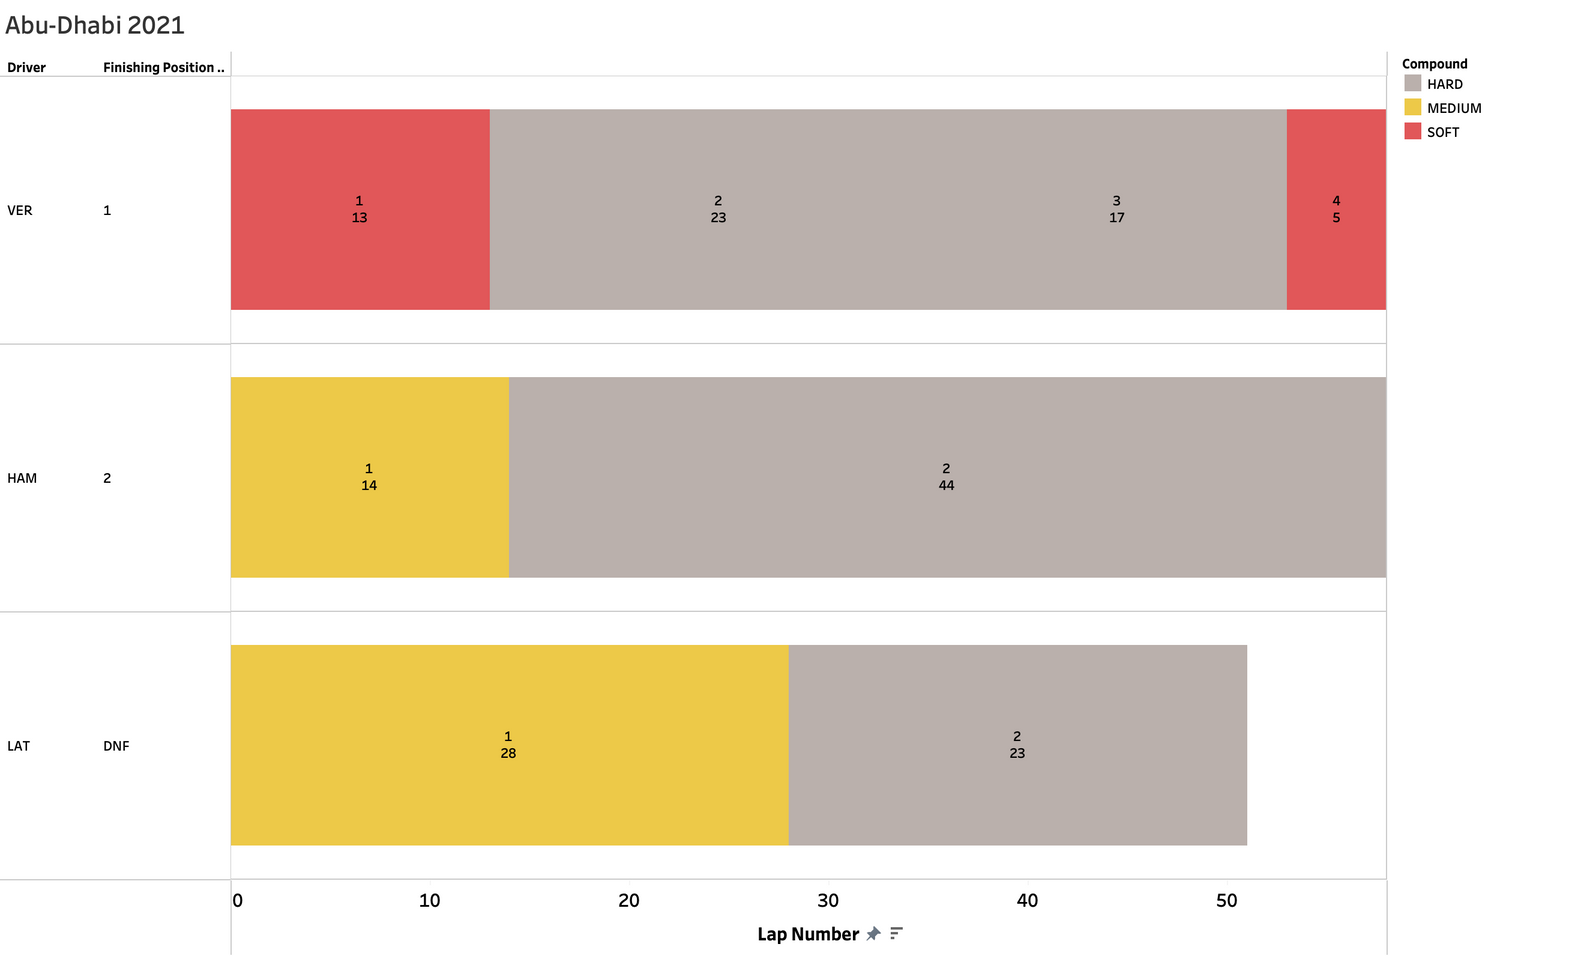 Abu-Dhabi 2021
Driver Finishing Position ..
Compound
HARD
MEDIUM
SOFT
VER 1
1 2 3 4
13 23 17 5
HAM 2
1 2
14 44
LAT DNF
1 2
28 23
0 10 20 30 40 50
Lap Number